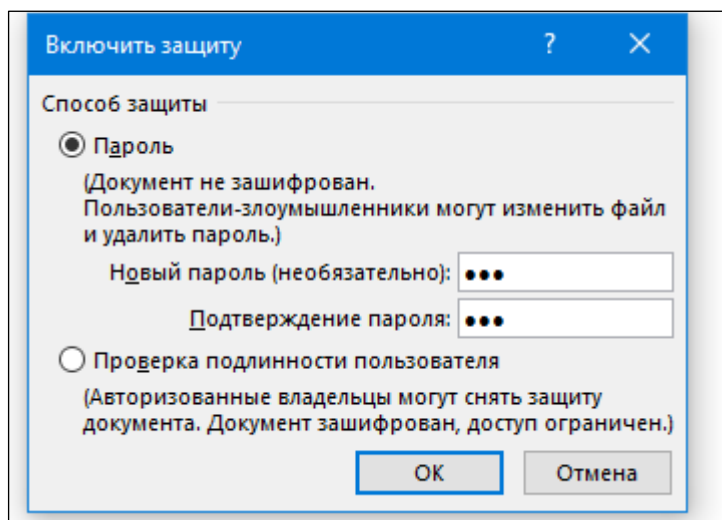 Включить защиту ?
Способ защиты
Пароль
(Документ не зашифрован.
Пользователи-злоумышленники могут изменить файл
и удалить пароль.)
Новый пароль (необязательно): ●●●
Подтверждение пароля: ●●●
Проверка подлинности пользователя
(Авторизованные владельцы могут снять защиту
документа. Документ зашифрован, доступ ограничен.)
ОК Отмена